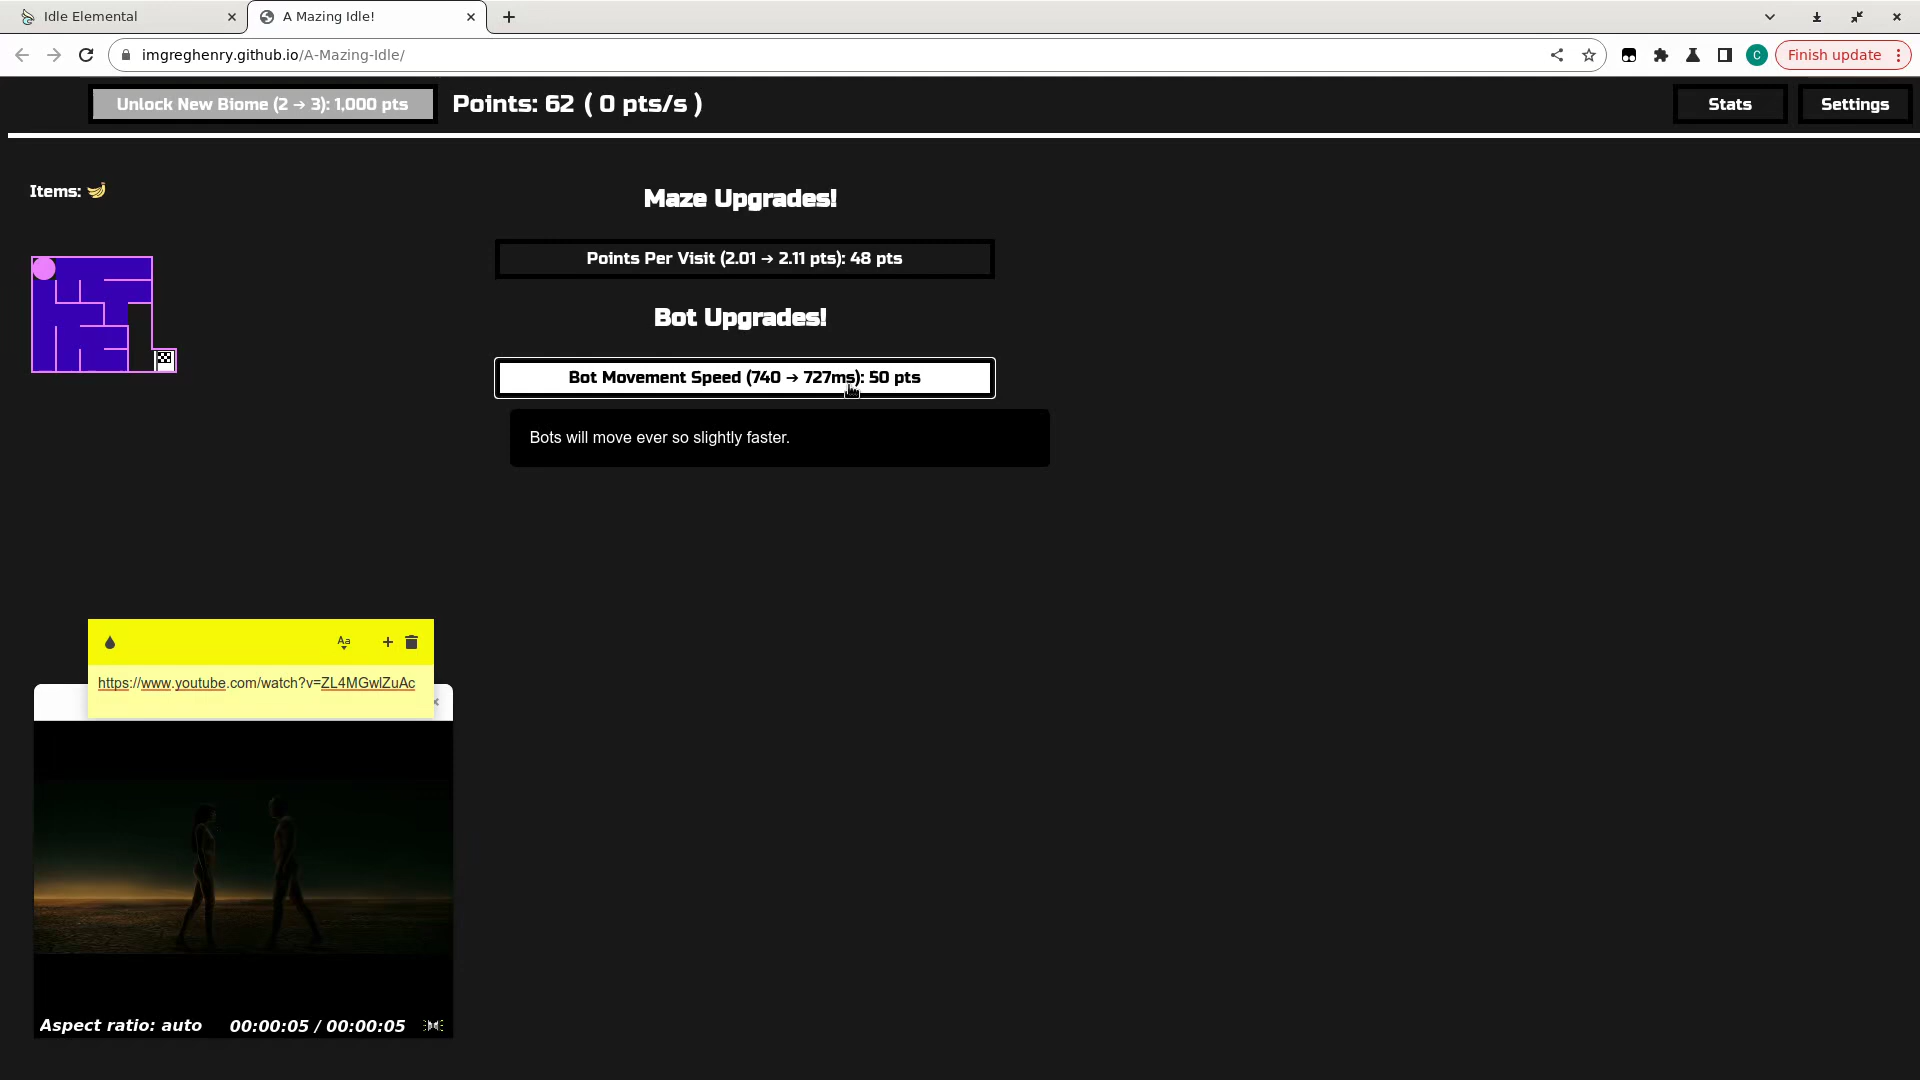 Idle Elemental
A Mazing Idle!
imgreghenry.github.io/A-Mazing-Idle/
C
Finish update
Unlock New Biome (2 → 3): 1,000 pts
Points: 62 ( 0 pts/s )
Stats
Settings
Items: 🍌
Maze Upgrades!
Points Per Visit (2.01 → 2.11 pts): 48 pts
Bot Upgrades!
Bot Movement Speed (740 → 727ms): 50 pts
Bots will move ever so slightly faster.
Aa
https://www.youtube.com/watch?v=ZL4MGwlZuAc
Aspect ratio: auto
00:00:05 / 00:00:05